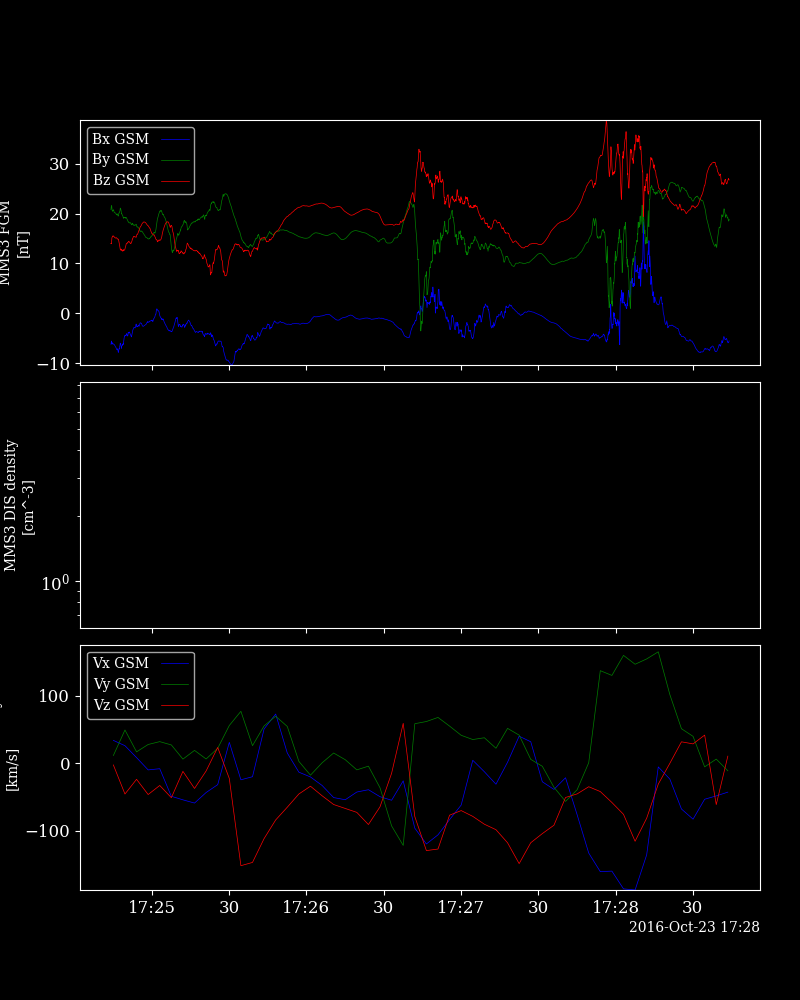 Bx GSM
By GSM
Bz GSM
30
20
10
0
−10
MMS3 FGM
[nT]
10^0
MMS3 DIS density
[cm^-3]
Vx GSM
Vy GSM
Vz GSM
100
0
−100
[km/s]
17:25 30 17:26 30 17:27 30 17:28 30
2016-Oct-23 17:28